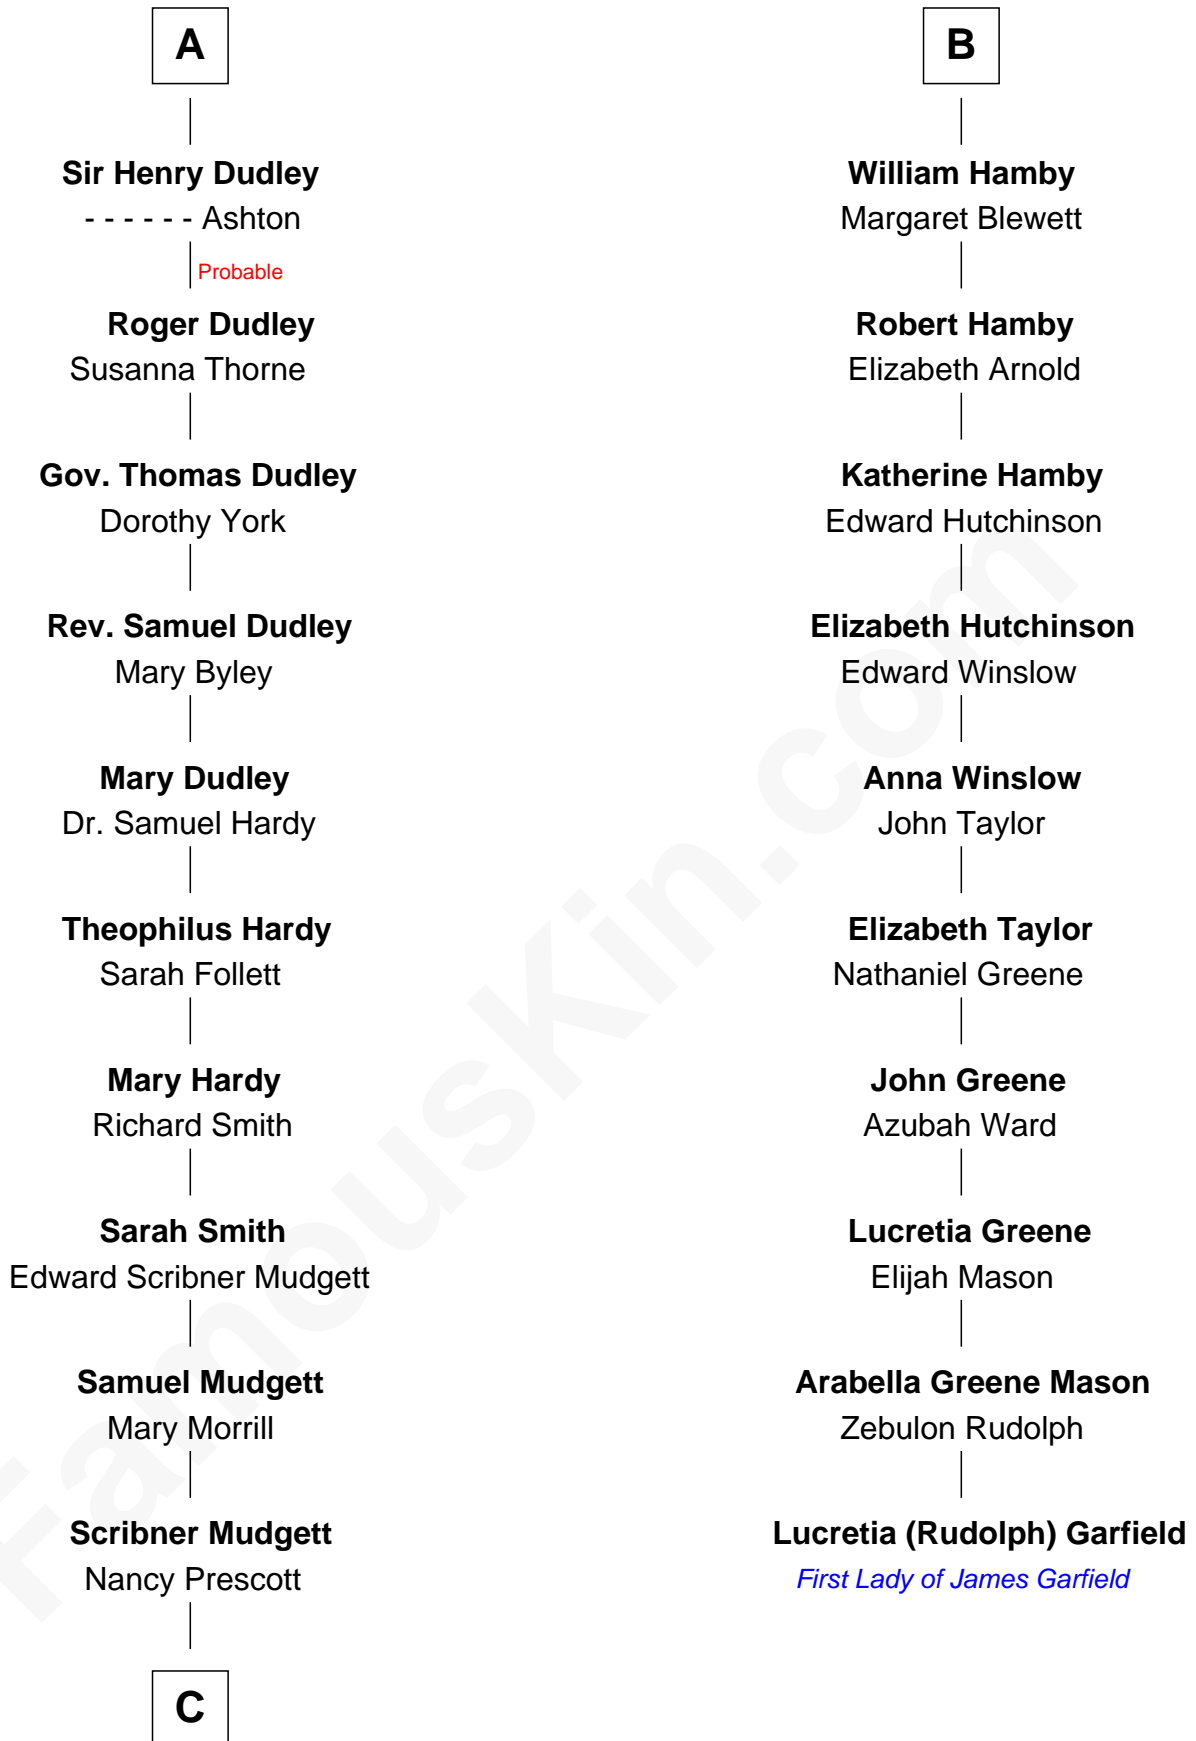 A
Sir Henry Dudley
- - - - - - Ashton
Probable
Roger Dudley
Susanna Thorne
Gov. Thomas Dudley
Dorothy York
Rev. Samuel Dudley
Mary Byley
Mary Dudley
Dr. Samuel Hardy
Theophilus Hardy
Sarah Follett
Mary Hardy
Richard Smith
Sarah Smith
Edward Scribner Mudgett
Samuel Mudgett
Mary Morrill
Scribner Mudgett
Nancy Prescott
C
B
William Hamby
Margaret Blewett
Robert Hamby
Elizabeth Arnold
Katherine Hamby
Edward Hutchinson
Elizabeth Hutchinson
Edward Winslow
Anna Winslow
John Taylor
Elizabeth Taylor
Nathaniel Greene
John Greene
Azubah Ward
Lucretia Greene
Elijah Mason
Arabella Greene Mason
Zebulon Rudolph
Lucretia (Rudolph) Garfield
First Lady of James Garfield
FamousKin.com